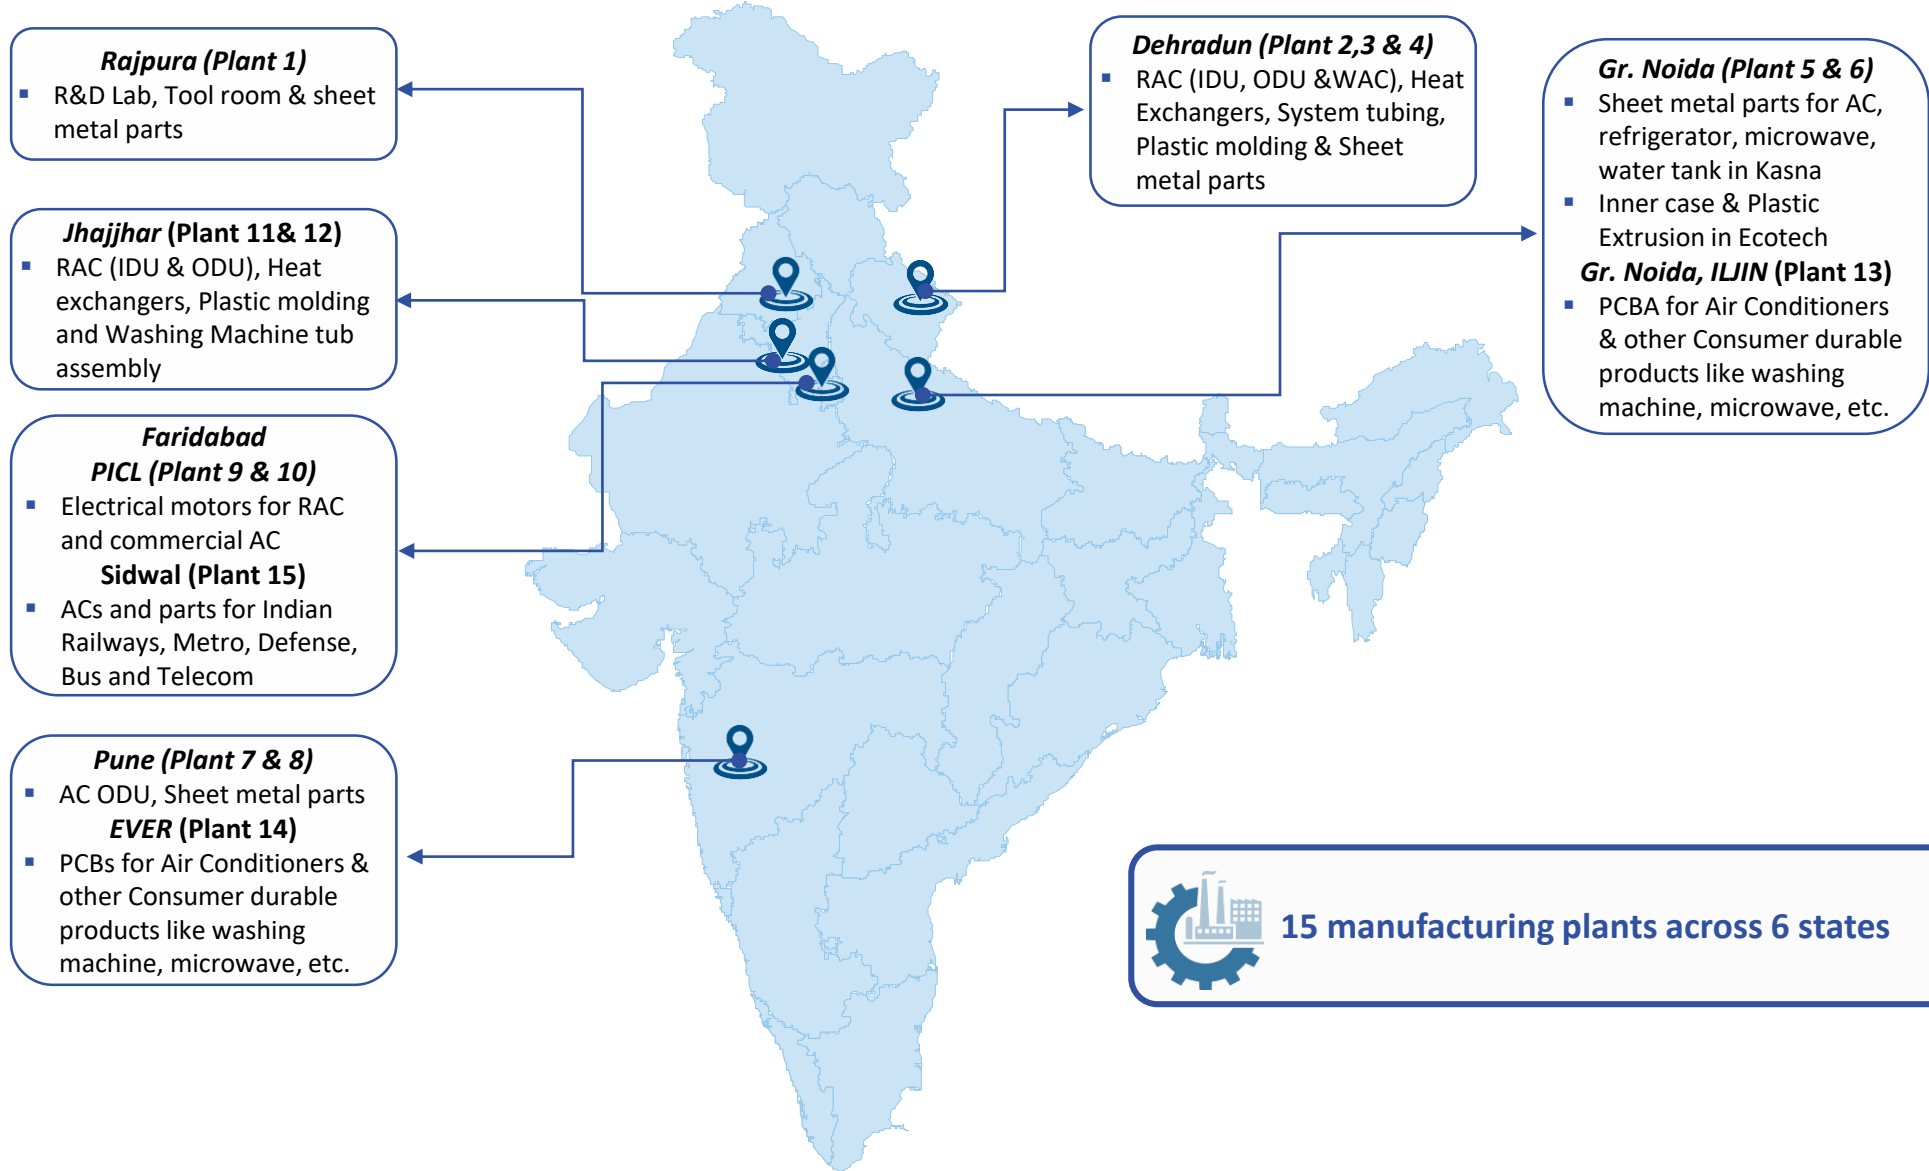 Rajpura (Plant 1)
▪ R&D Lab, Tool room & sheet
metal parts
Jhajjhar (Plant 11& 12)
▪ RAC (IDU & ODU), Heat
exchangers, Plastic molding
and Washing Machine tub
assembly
Faridabad
PICL (Plant 9 & 10)
▪ Electrical motors for RAC
and commercial AC
Sidwal (Plant 15)
▪ ACs and parts for Indian
Railways, Metro, Defense,
Bus and Telecom
Pune (Plant 7 & 8)
▪ AC ODU, Sheet metal parts
EVER (Plant 14)
▪ PCBs for Air Conditioners &
other Consumer durable
products like washing
machine, microwave, etc.
Dehradun (Plant 2,3 & 4)
▪ RAC (IDU, ODU &WAC), Heat
Exchangers, System tubing,
Plastic molding & Sheet
metal parts
Gr. Noida (Plant 5 & 6)
▪ Sheet metal parts for AC,
refrigerator, microwave,
water tank in Kasna
▪ Inner case & Plastic
Extrusion in Ecotech
Gr. Noida, ILJIN (Plant 13)
▪ PCBA for Air Conditioners
& other Consumer durable
products like washing
machine, microwave, etc.
15 manufacturing plants across 6 states